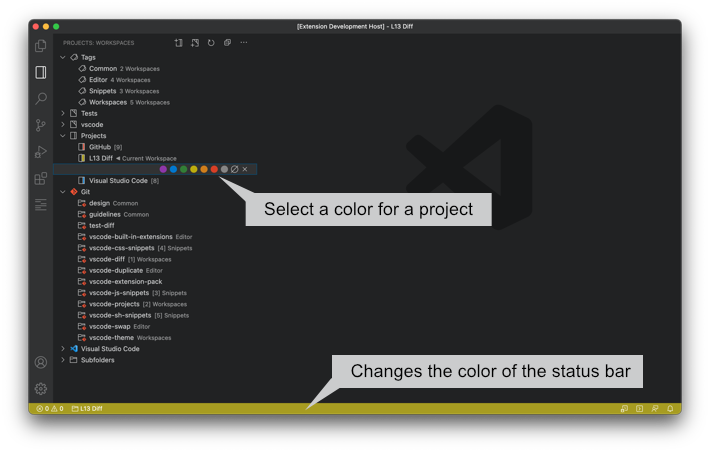 [Extension Development Host] - L13 Diff
PROJECTS: WORKSPACES
Tags
Common 2 Workspaces
Editor 4 Workspaces
Snippets 3 Workspaces
Workspaces 5 Workspaces
Tests
vscode
Projects
GitHub [9]
L13 Diff ◂ Current Workspace
Visual Studio Code [8]
Select a color for a project
Git
design Common
guidelines Common
test-diff
vscode-built-in-extensions Editor
vscode-css-snippets [4] Snippets
vscode-diff [1] Workspaces
vscode-duplicate Editor
vscode-extension-pack
vscode-js-snippets [3] Snippets
vscode-projects [2] Workspaces
vscode-sh-snippets [5] Snippets
vscode-swap Editor
vscode-theme Workspaces
Visual Studio Code
Subfolders
Changes the color of the status bar
0 0 L13 Diff